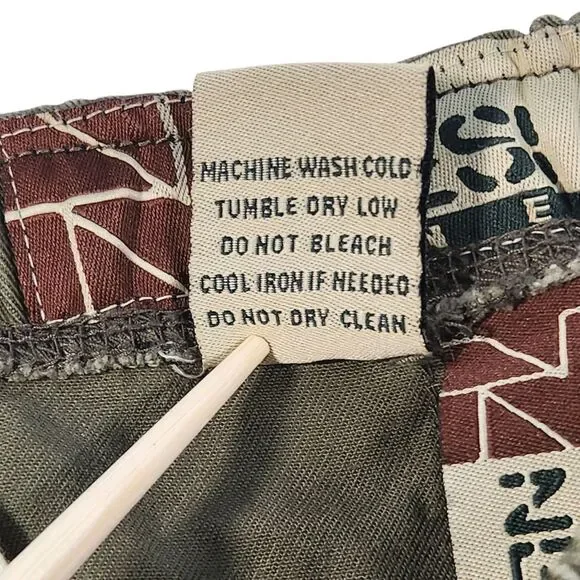 MACHINE WASH COLD
TUMBLE DRY LOW
DO NOT BLEACH
COOL IRON IF NEEDED
DO NOT DRY CLEAN